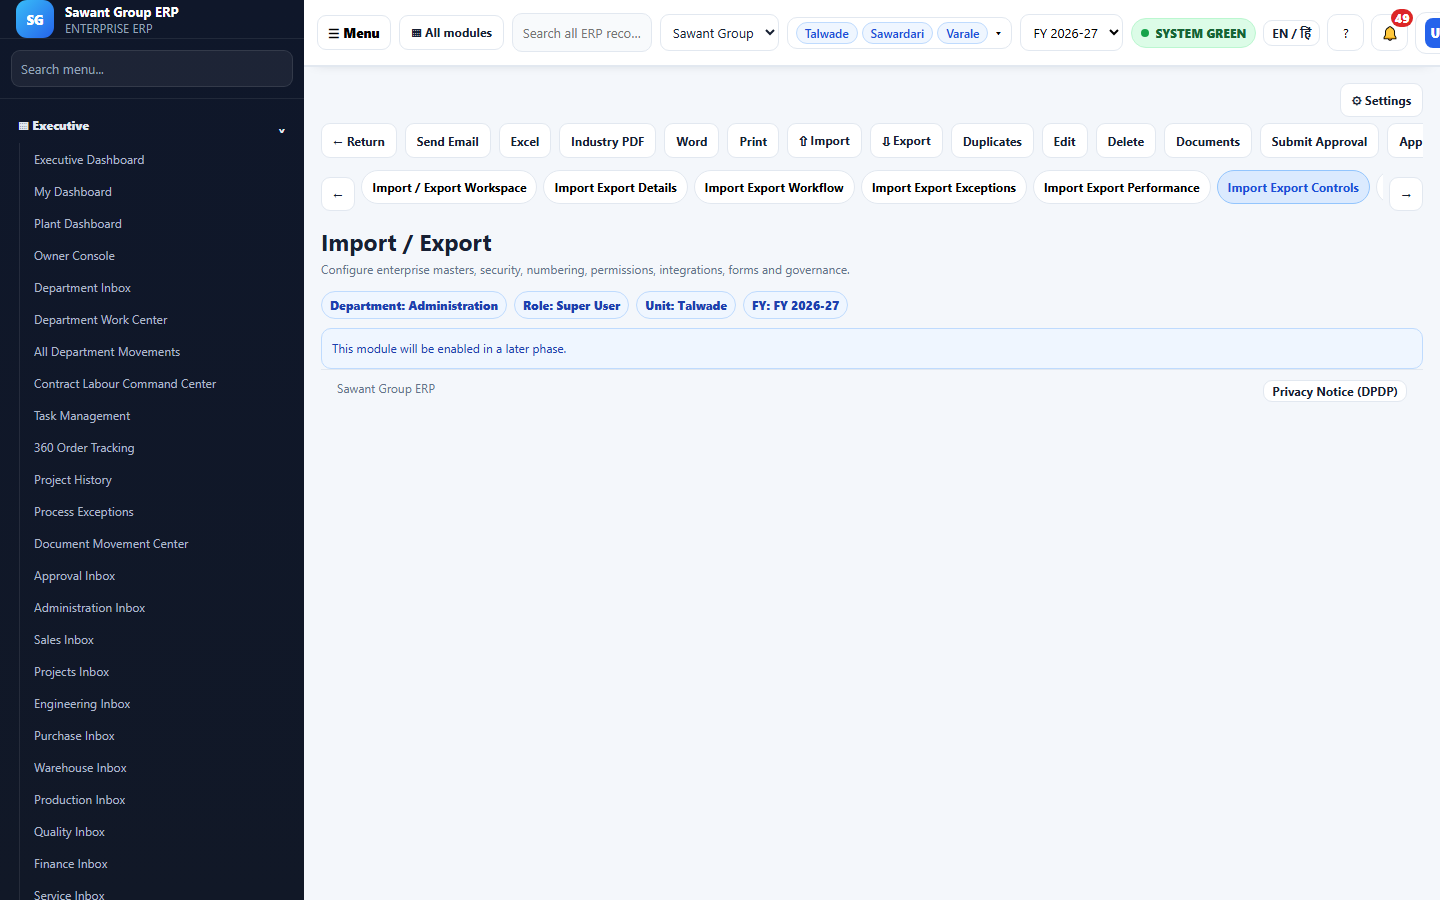 SG
Sawant Group ERP
ENTERPRISE ERP
Search menu...
Executive
Executive Dashboard
My Dashboard
Plant Dashboard
Owner Console
Department Inbox
Department Work Center
All Department Movements
Contract Labour Command Center
Task Management
360 Order Tracking
Project History
Process Exceptions
Document Movement Center
Approval Inbox
Administration Inbox
Sales Inbox
Projects Inbox
Engineering Inbox
Purchase Inbox
Warehouse Inbox
Production Inbox
Quality Inbox
Finance Inbox
Service Inbox
☰ Menu
All modules
Search all ERP reco...
Sawant Group
Talwade Sawardari Varale
FY 2026-27
SYSTEM GREEN
EN / हिं
?
49
U
⚙ Settings
← Return
Send Email
Excel
Industry PDF
Word
Print
⇧ Import
⇩ Export
Duplicates
Edit
Delete
Documents
Submit Approval
App
←
Import / Export Workspace
Import Export Details
Import Export Workflow
Import Export Exceptions
Import Export Performance
Import Export Controls
→
Import / Export
Configure enterprise masters, security, numbering, permissions, integrations, forms and governance.
Department: Administration
Role: Super User
Unit: Talwade
FY: FY 2026-27
This module will be enabled in a later phase.
Sawant Group ERP
Privacy Notice (DPDP)